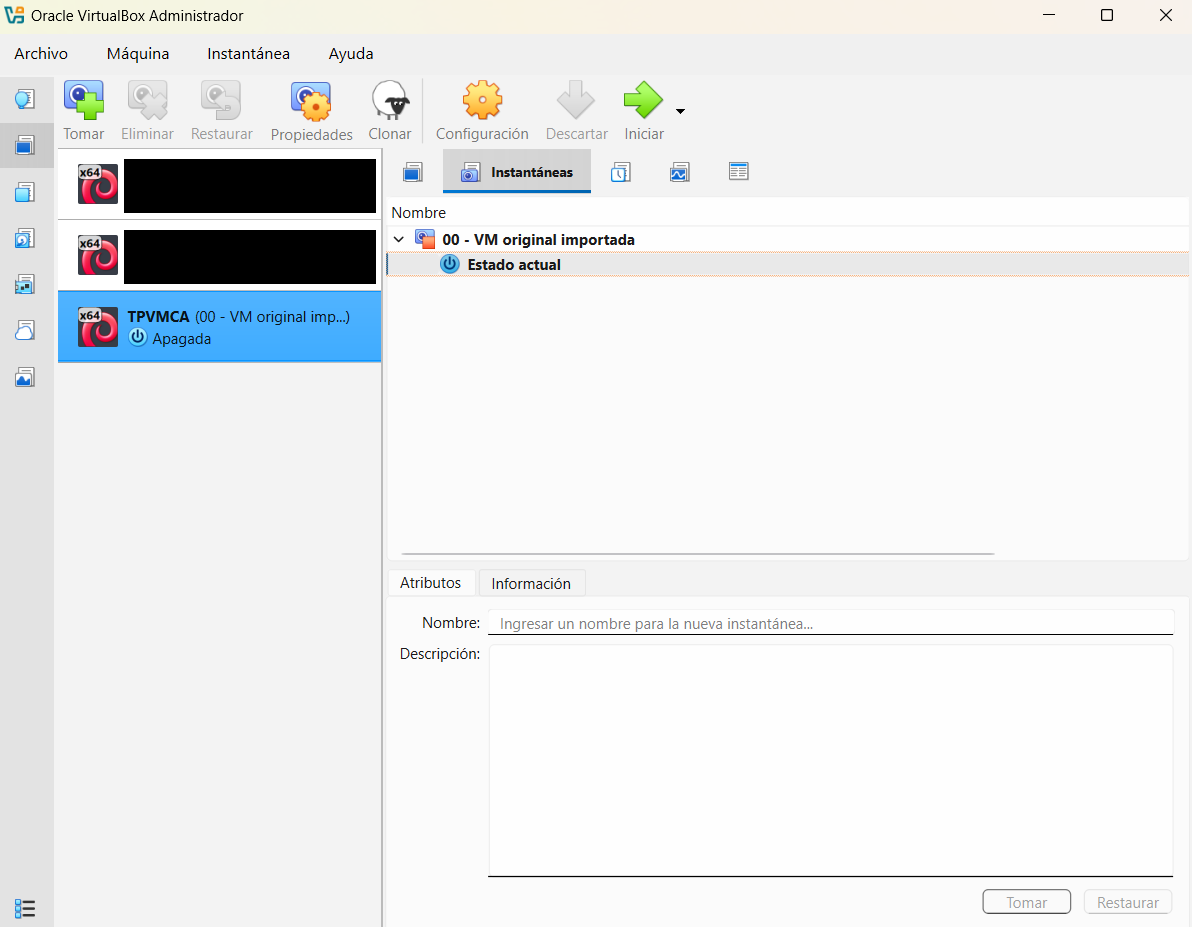 Oracle VirtualBox Administrador
Archivo Máquina Instantánea Ayuda
Tomar Eliminar Restaurar Propiedades Clonar Configuración Descartar Iniciar
x64
x64
x64
TPVMCA (00 - VM original imp...)
Apagada
Instantáneas
Nombre
00 - VM original importada
Estado actual
Atributos Información
Nombre: Ingresar un nombre para la nueva instantánea...
Descripción:
Tomar Restaurar